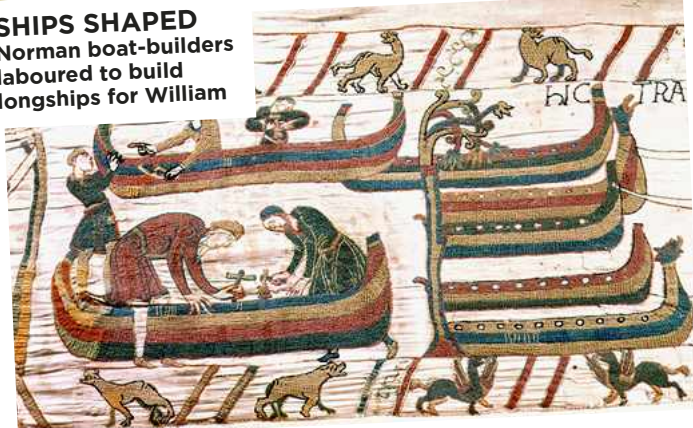 SHIPS SHAPED
Norman boat-builders
laboured to build
longships for William
HIC TRA